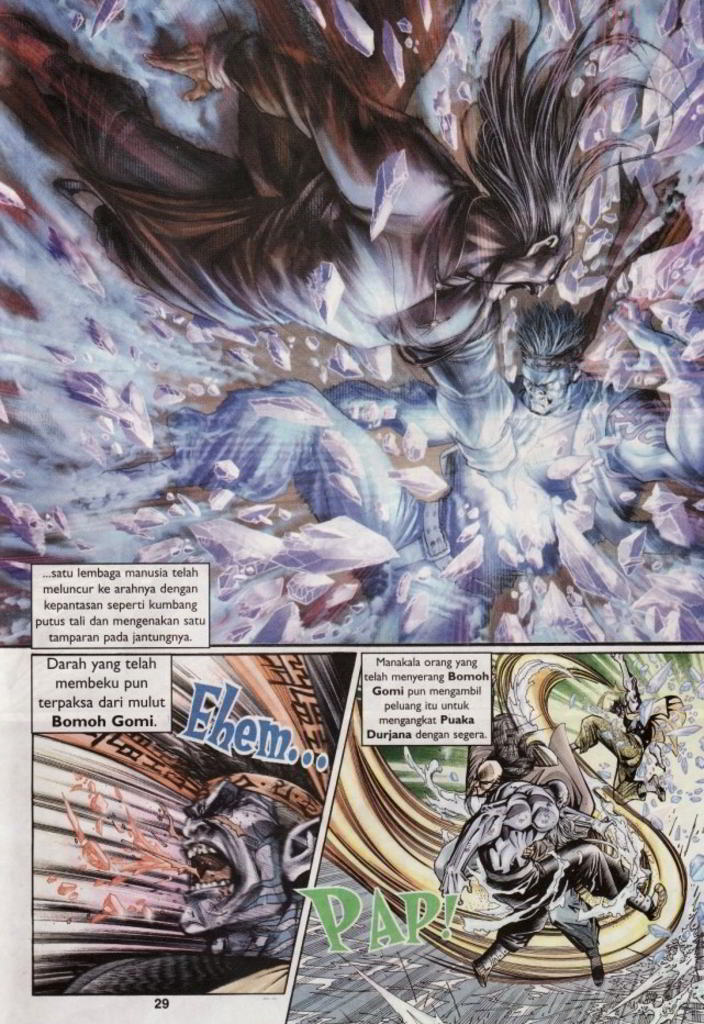 ...satu lembaga manusia telah
meluncur ke arahnya dengan
kepantasan seperti kumbang
putus tali dan mengenakan satu
tamparan pada jantungnya.
Darah yang telah
membeku pun
terpaksa dari mulut
Bomoh Gomi.
Ehem...
Manakala orang yang
telah menyerang Bomoh
Gomi pun mengambil
peluang itu untuk
mengangkat Puaka
Durjana dengan segera.
PAP!
29